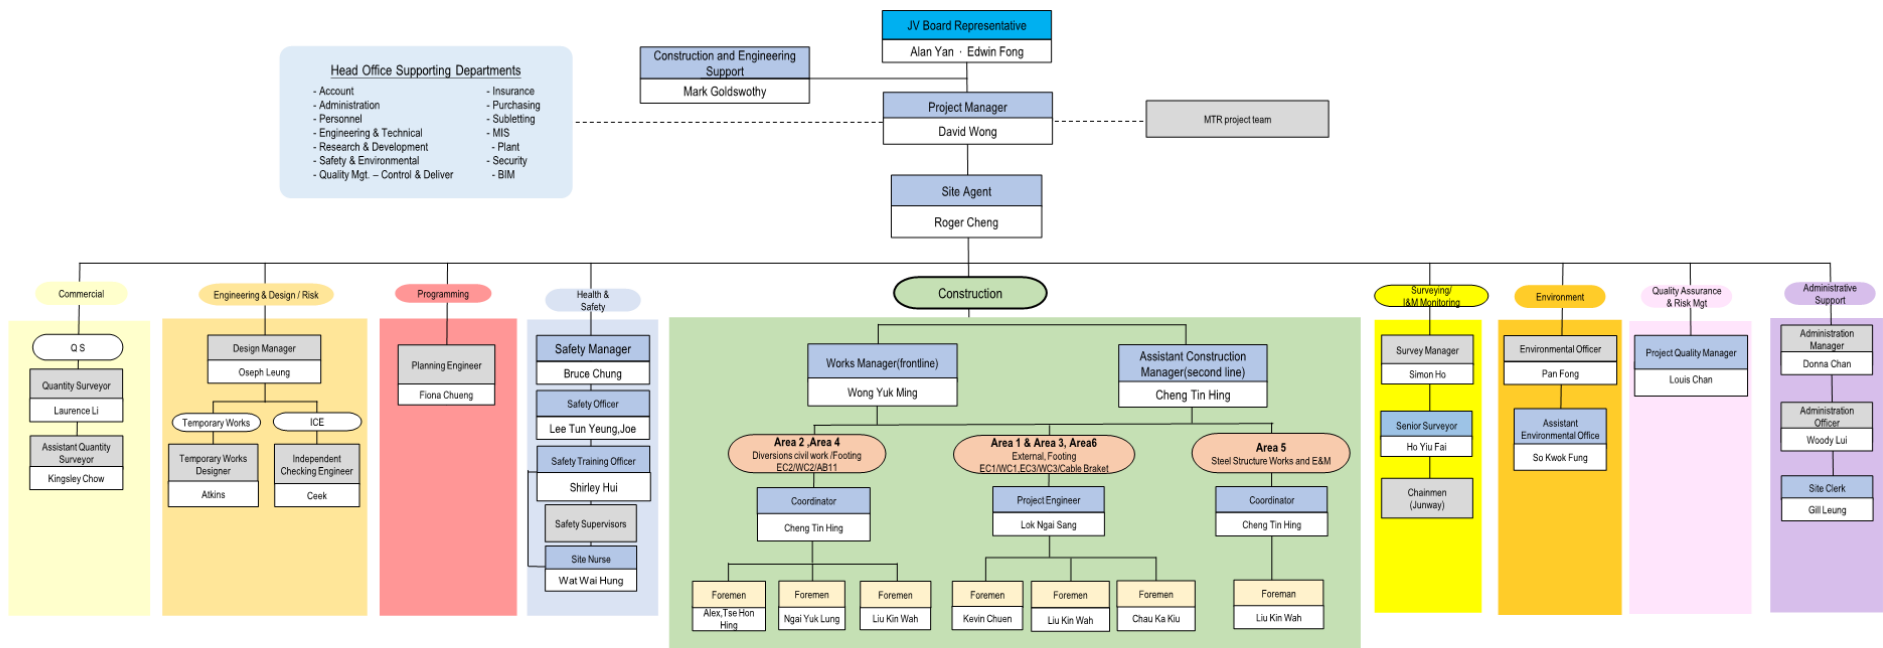 JV Board Representative
Alan Yan · Edwin Fong
Construction and Engineering
Support
Mark Goldswothy
Head Office Supporting Departments
- Account
- Administration
- Personnel
- Engineering & Technical
- Research & Development
- Safety & Environmental
- Quality Mgt. – Control & Deliver
- Insurance
- Purchasing
- Subletting
- MIS
- Plant
- Security
- BIM
Project Manager
David Wong
MTR project team
Site Agent
Roger Cheng
Commercial
Q S
Quantity Surveyor
Laurence Li
Assistant Quantity
Surveyor
Kingsley Chow
Engineering & Design / Risk
Design Manager
Oseph Leung
Temporary Works
ICE
Temporary Works
Designer
Atkins
Independent
Checking Engineer
Ceek
Programming
Planning Engineer
Fiona Chueng
Health &
Safety
Safety Manager
Bruce Chung
Safety Officer
Lee Tun Yeung,Joe
Safety Training Officer
Shirley Hui
Safety Supervisors
Site Nurse
Wat Wai Hung
Construction
Works Manager(frontline)
Wong Yuk Ming
Assistant Construction
Manager(second line)
Cheng Tin Hing
Area 2 ,Area 4
Diversions civil work /Footing
EC2/WC2/AB11
Coordinator
Cheng Tin Hing
Foremen
Alex,Tse Hon
Hing
Foremen
Ngai Yuk Lung
Foremen
Liu Kin Wah
Area 1 & Area 3, Area6
External, Footing
EC1/WC1,EC3/WC3/Cable Braket
Project Engineer
Lok Ngai Sang
Foremen
Kevin Chuen
Foremen
Liu Kin Wah
Foremen
Chau Ka Kiu
Area 5
Steel Structure Works and E&M
Coordinator
Cheng Tin Hing
Foreman
Liu Kin Wah
Surveying/
I&M Monitoring
Survey Manager
Simon Ho
Senior Surveyor
Ho Yiu Fai
Chainmen
(Junway)
Environment
Environmental Officer
Pan Fong
Assistant
Environmental Office
So Kwok Fung
Quality Assurance
& Risk Mgt
Project Quality Manager
Louis Chan
Administrative
Support
Administration
Manager
Donna Chan
Administration
Officer
Woody Lui
Site Clerk
Gill Leung